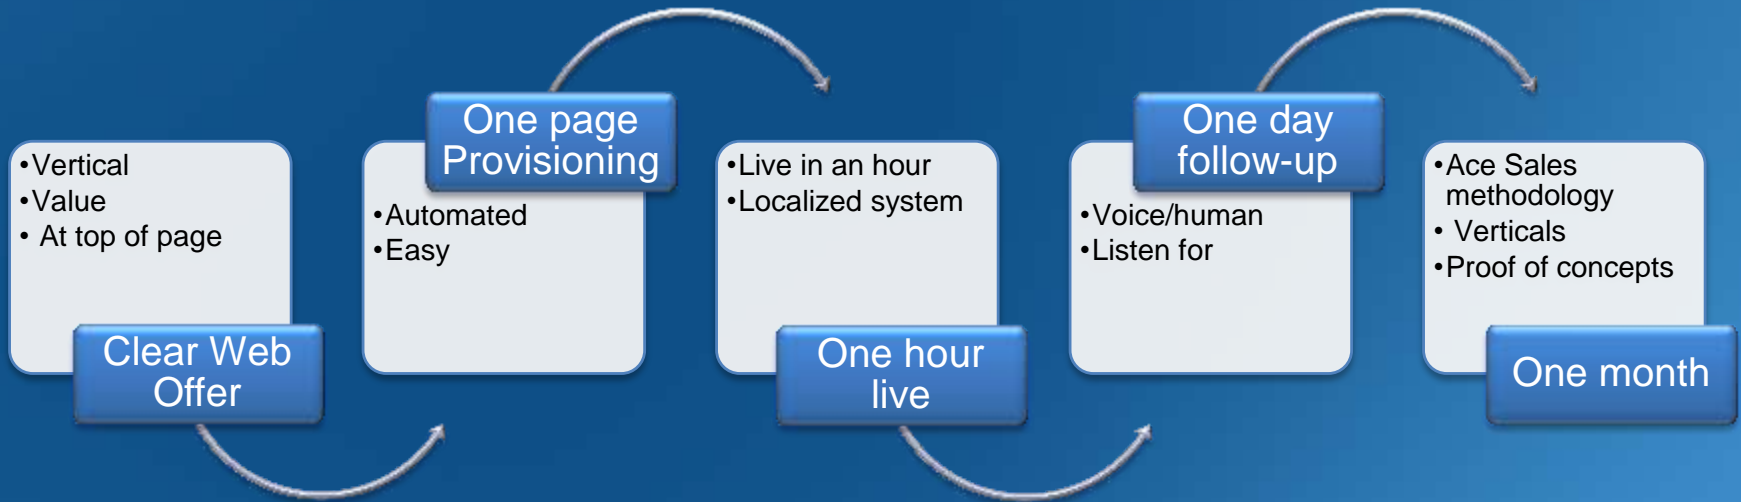 •Vertical
•Value
• At top of page
Clear Web
Offer
One page
Provisioning
•Automated
•Easy
•Live in an hour
•Localized system
One hour
live
One day
follow-up
•Voice/human
•Listen for
•Ace Sales
methodology
• Verticals
•Proof of concepts
One month